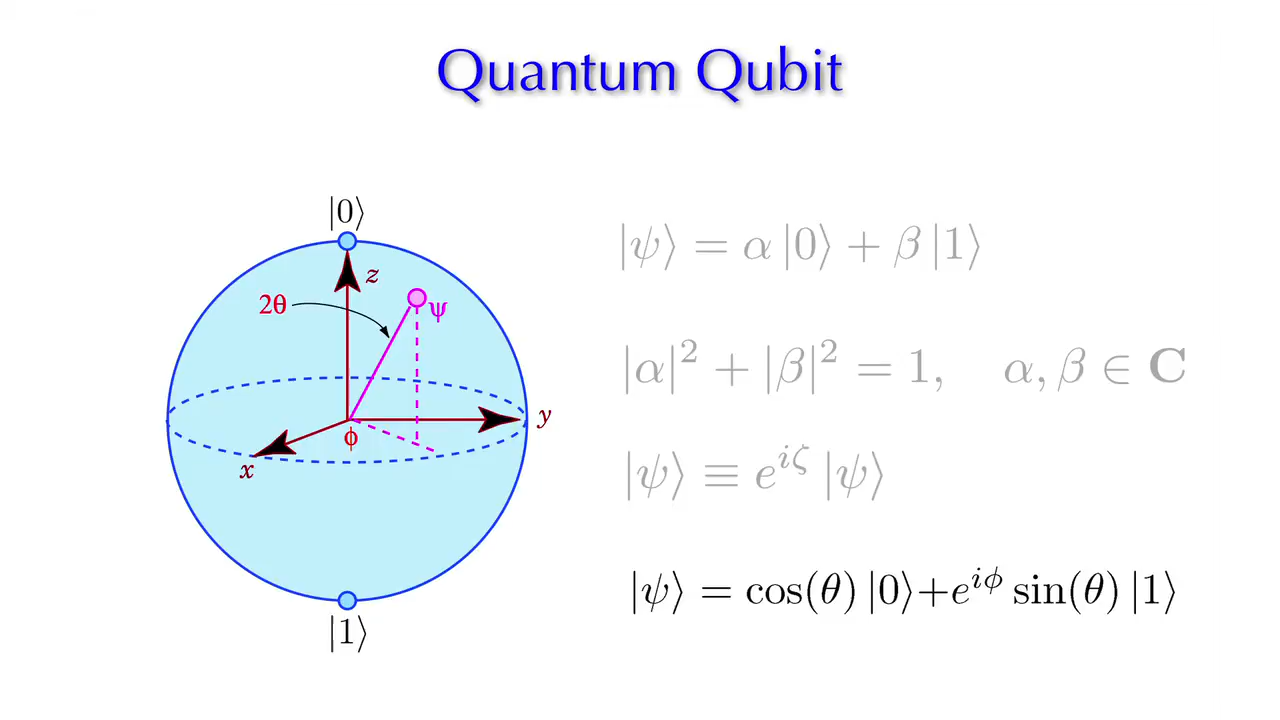 Quantum Qubit
|0⟩
z
2θ
ψ
y
ϕ
x
|1⟩
|ψ⟩ = α|0⟩ + β|1⟩
|α|² + |β|² = 1, α, β ∈ C
|ψ⟩ ≡ e^{iζ} |ψ⟩
|ψ⟩ = cos(θ)|0⟩+e^{iϕ} sin(θ)|1⟩